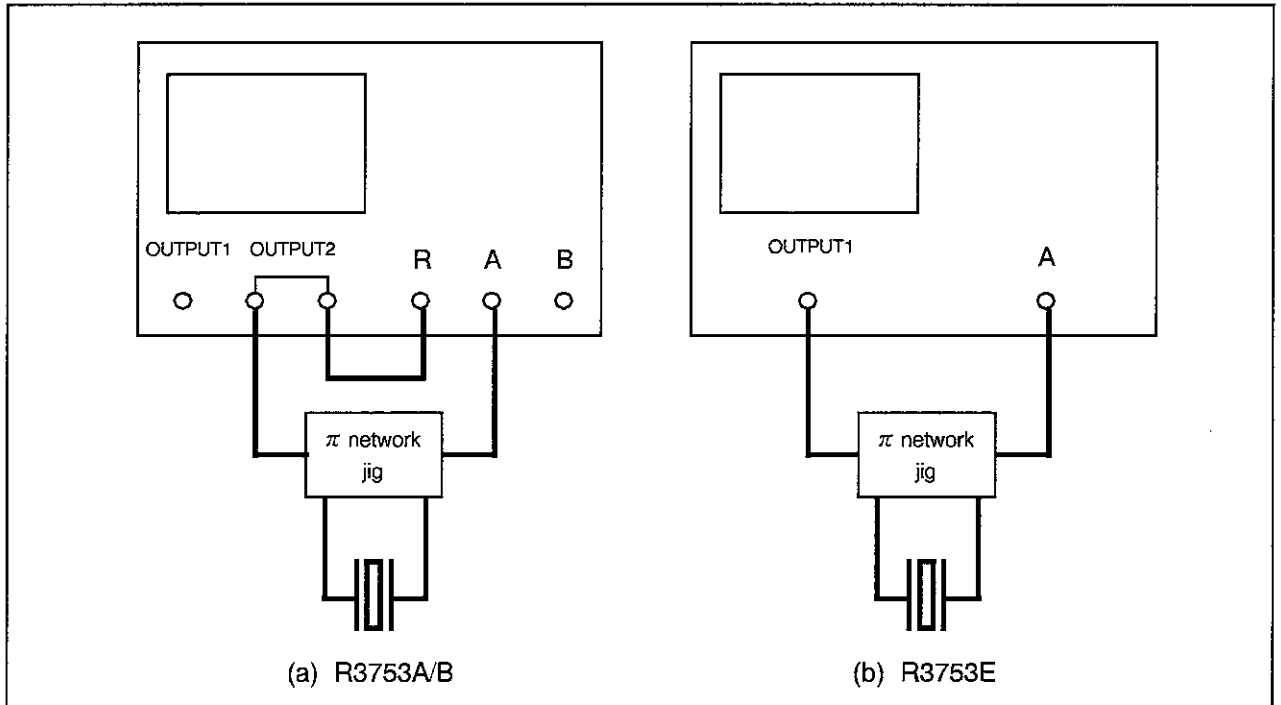 OUTPUT1 OUTPUT2 R A B
π network
jig
(a) R3753A/B
OUTPUT1 A
π network
jig
(b) R3753E